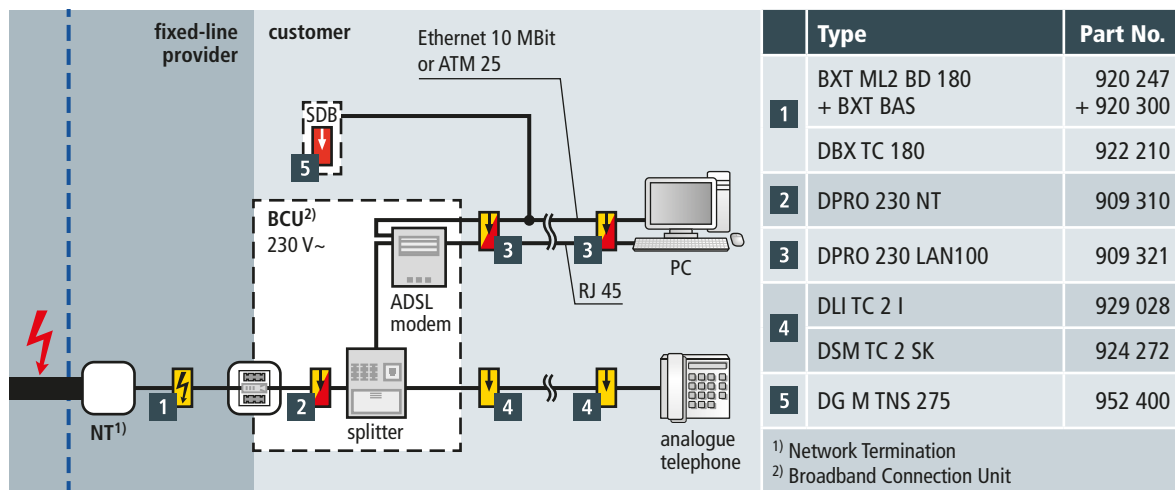 fixed-line
provider
customer
Ethernet 10 MBit
or ATM 25
SDB
5
BCU2)
230 V~
3
3
PC
RJ 45
ADSL
modem
1
2
4
4
NT1)
splitter
analogue
telephone
Type Part No.
1 BXT ML2 BD 180 920 247
+ BXT BAS + 920 300
DBX TC 180 922 210
2 DPRO 230 NT 909 310
3 DPRO 230 LAN100 909 321
4 DLI TC 2 I 929 028
DSM TC 2 SK 924 272
5 DG M TNS 275 952 400
1) Network Termination
2) Broadband Connection Unit